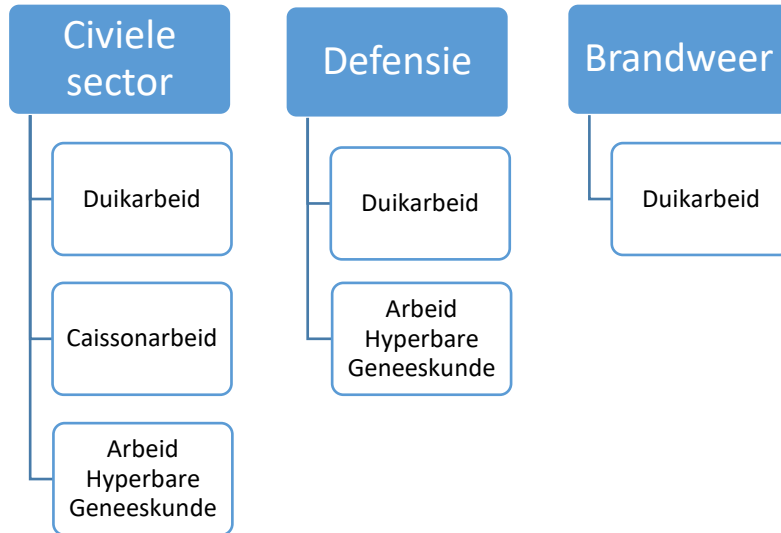 Civiele
sector
Duikarbeid
Caissonarbeid
Arbeid
Hyperbare
Geneeskunde
Defensie
Duikarbeid
Arbeid
Hyperbare
Geneeskunde
Brandweer
Duikarbeid